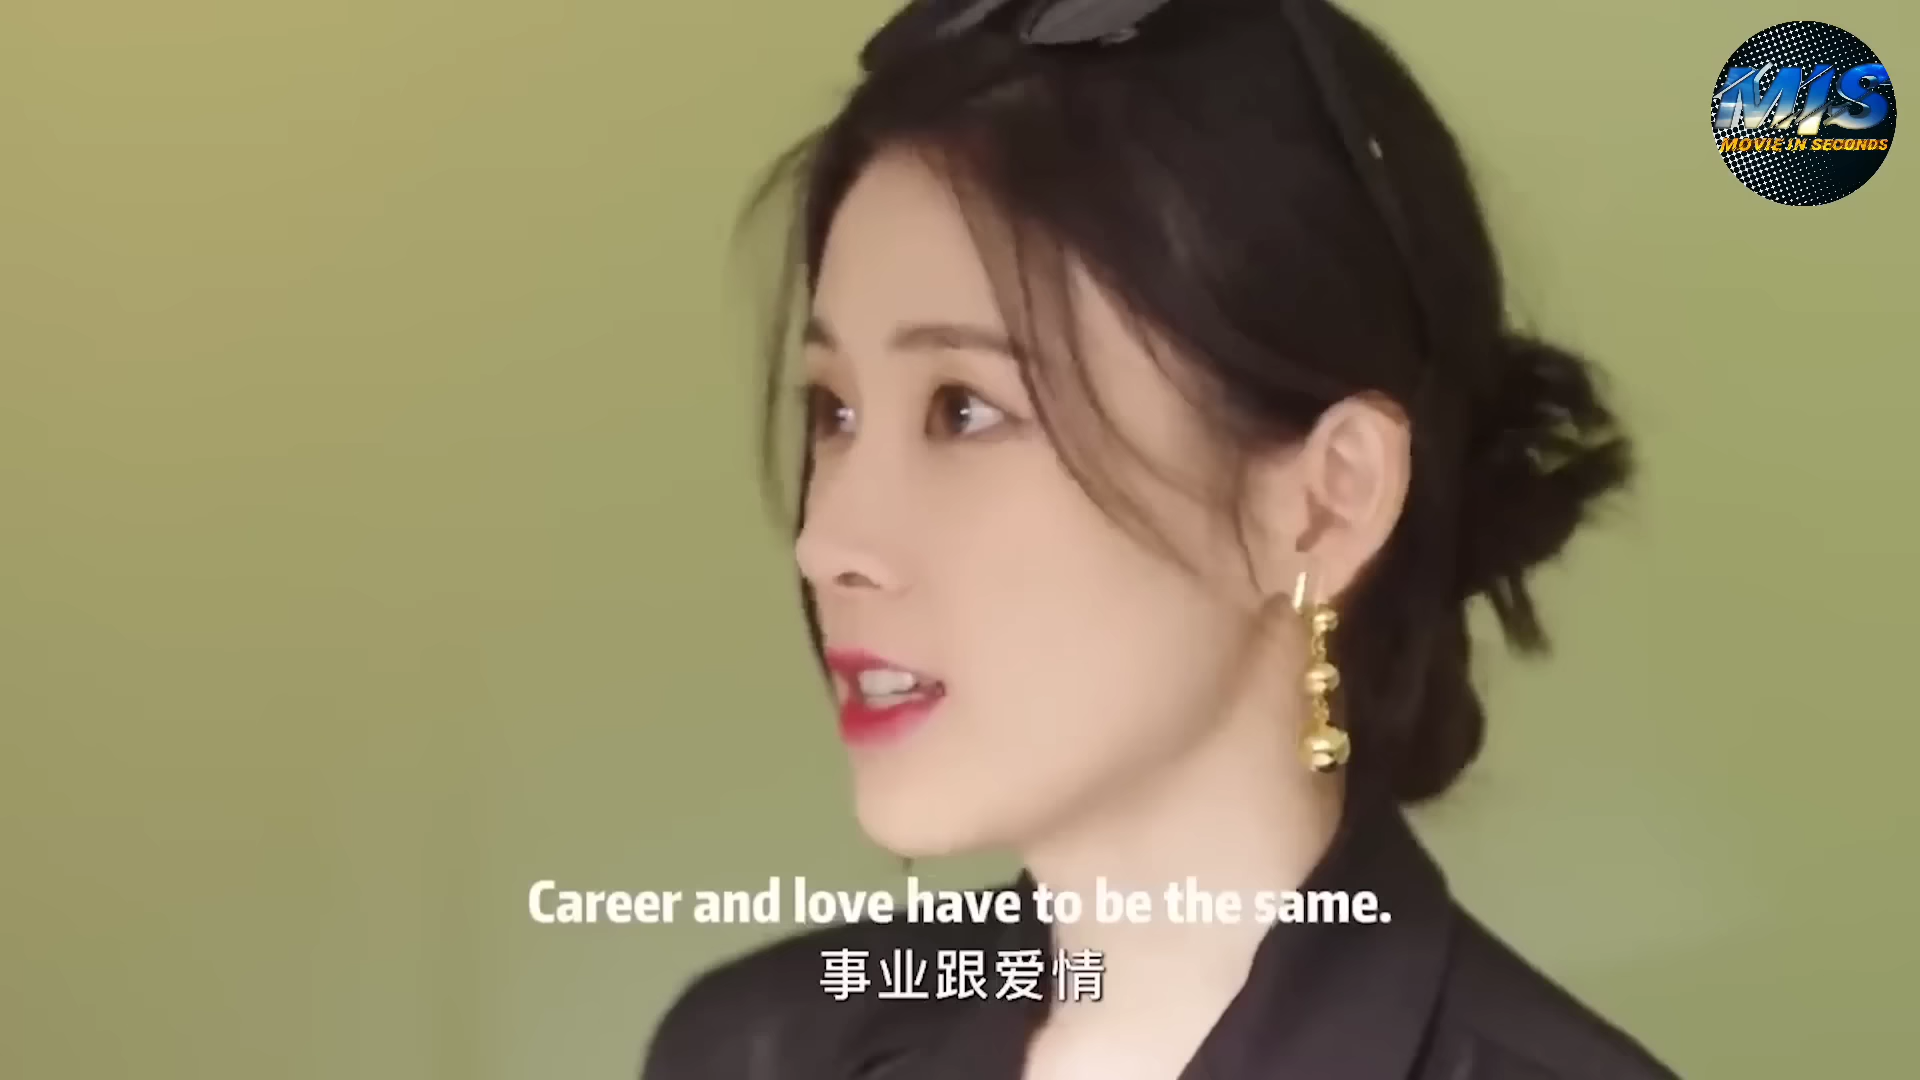 MIS
MOVIE IN SECONDS
Career and love have to be the same.
事业跟爱情